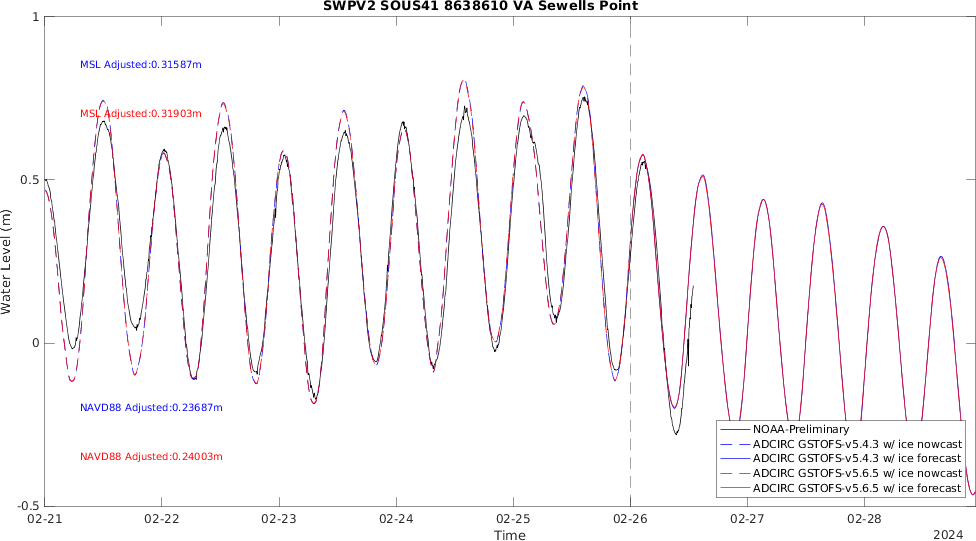 SWPV2 SOUS41 8638610 VA Sewells Point
1
MSL Adjusted:0.31587m
MSL Adjusted:0.31903m
0.5
Water Level (m)
0
NAVD88 Adjusted:0.23687m
NAVD88 Adjusted:0.24003m
NOAA-Preliminary
ADCIRC GSTOFS-v5.4.3 w/ ice nowcast
ADCIRC GSTOFS-v5.4.3 w/ ice forecast
ADCIRC GSTOFS-v5.6.5 w/ ice nowcast
ADCIRC GSTOFS-v5.6.5 w/ ice forecast
-0.5
02-21 02-22 02-23 02-24 02-25 02-26 02-27 02-28
Time
2024